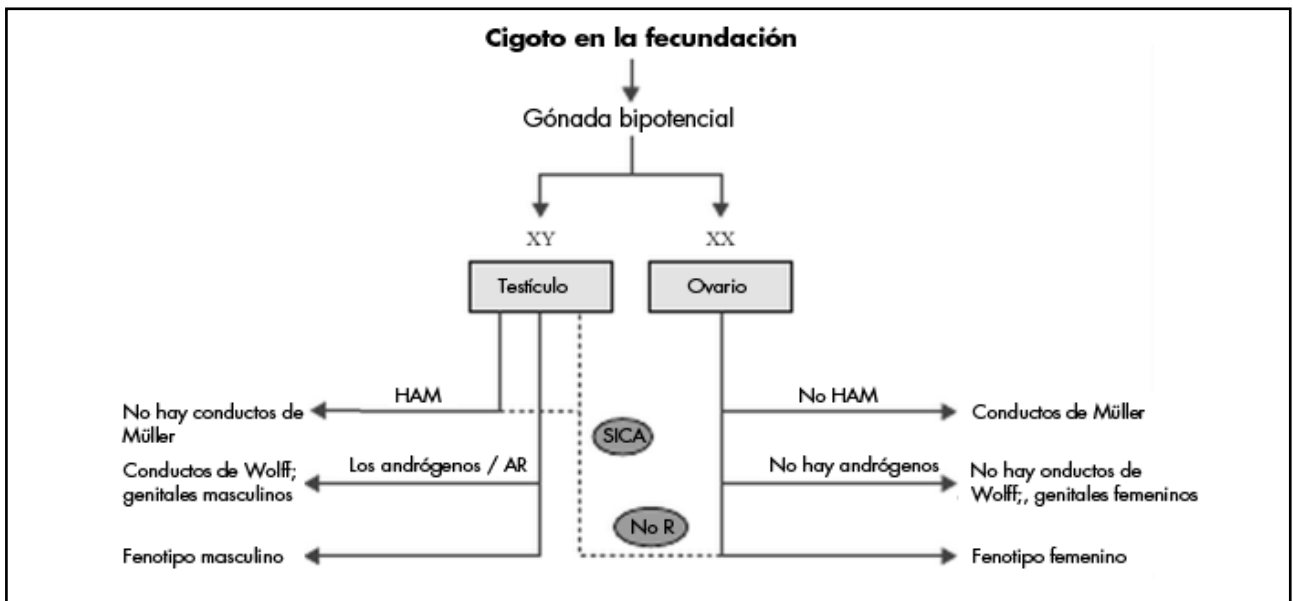 Cigoto en la fecundación
Gónada bipotencial
XY
XX
Testículo
Ovario
HAM
No HAM
No hay conductos de
Müller
Conductos de Müller
SICA
Los andrógenos / AR
No hay andrógenos
Conductos de Wolff;
genitales masculinos
No hay onductos de
Wolff;, genitales femeninos
No R
Fenotipo masculino
Fenotipo femenino